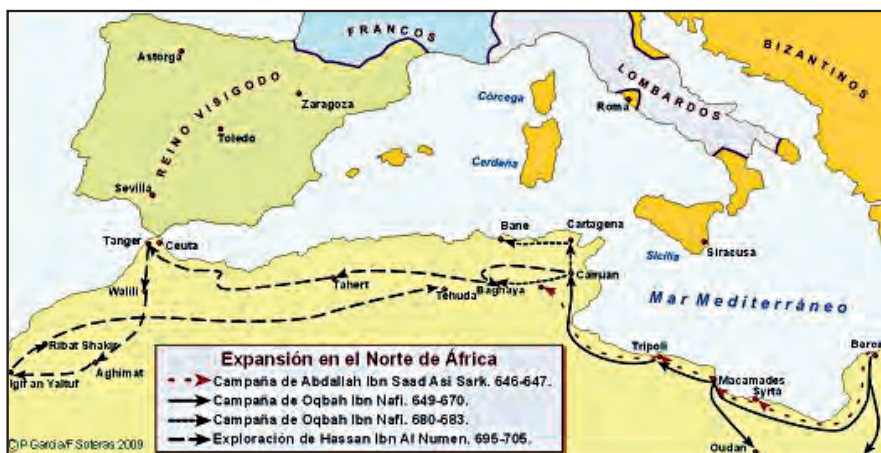 FRANCOS
BIZANTINOS
Astorga
LOMBARDOS
REINO VISIGODO
Zaragoza
Córcega
Roma
Toledo
Cerdeña
Sevilla
Bane
Cartagena
Tanger
Ceuta
Sicilia
Siracusa
Cairuan
Tahert
Walili
Tehuda
Baghaya
Mar Mediterráneo
Ribat Shakir
Tripoli
Barca
Igif an Yaltuf
Aghimat
Macamades
Syrta
Oudan
Expansión en el Norte de África
Campaña de Abdallah Ibn Saad Asi Sark. 646-647.
Campaña de Oqbah Ibn Nafi. 649-670.
Campaña de Oqbah Ibn Nafi. 680-683.
Exploración de Hassan Ibn Al Numen. 695-705.
©P Garcia/F Soteras 2009